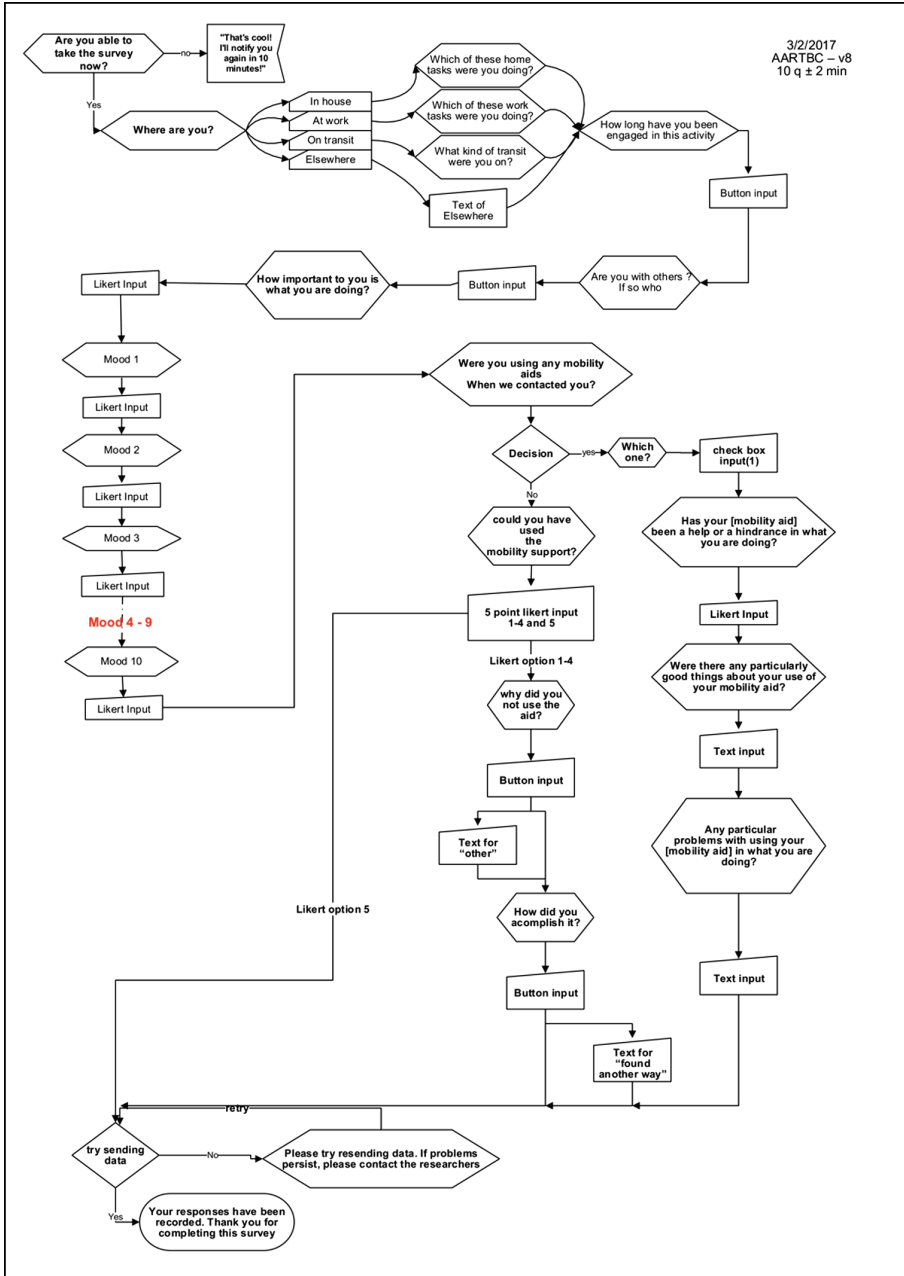 Are you able to
take the survey
now?
no
"That's cool!
I'll notify you
again in 10
minutes!"
3/2/2017
AARTBC – v8
10 q ± 2 min
Yes
Where are you?
In house
At work
On transit
Elsewhere
Which of these home
tasks were you doing?
Which of these work
tasks were you doing?
What kind of transit
were you on?
Text of
Elsewhere
How long have you been
engaged in this activity
Button input
Are you with others ?
If so who
Button input
How important to you is
what you are doing?
Likert Input
Mood 1
Likert Input
Mood 2
Likert Input
Mood 3
Likert Input
Mood 4 - 9
Mood 10
Likert Input
Were you using any mobility
aids
When we contacted you?
Decision
yes
Which
one?
check box
input(1)
No
could you have
used
the
mobility support?
Has your [mobility aid]
been a help or a hindrance in what
you are doing?
5 point likert input
1-4 and 5
Likert Input
Likert option 1-4
Were there any particularly
good things about your use of
your mobility aid?
why did you
not use the
aid?
Text input
Button input
Text for
“other”
Any particular
problems with using your
[mobility aid] in what you are
doing?
Likert option 5
How did you
acomplish it?
Text input
Button input
Text for
“found
another way”
retry
try sending
data
No
Please try resending data. If problems
persist, please contact the researchers
Yes
Your responses have been
recorded. Thank you for
completing this survey